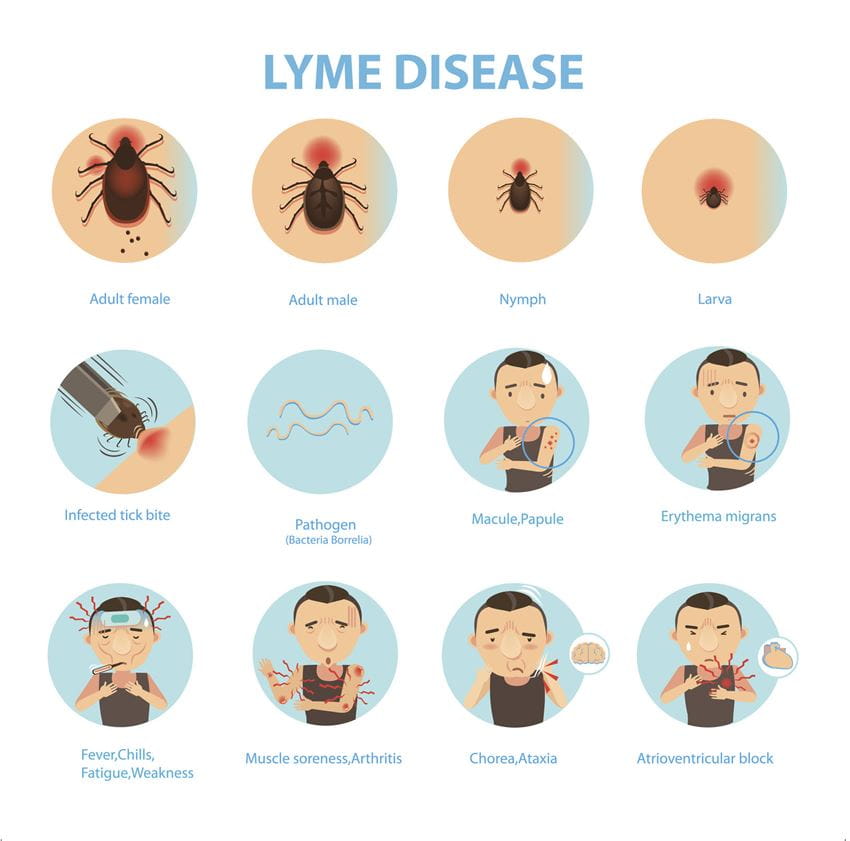 LYME DISEASE
Adult female
Adult male
Nymph
Larva
Infected tick bite
Pathogen
(Bacteria Borrelia)
Macule,Papule
Erythema migrans
Fever,Chills,
Fatigue,Weakness
Muscle soreness,Arthritis
Chorea,Ataxia
Atrioventricular block